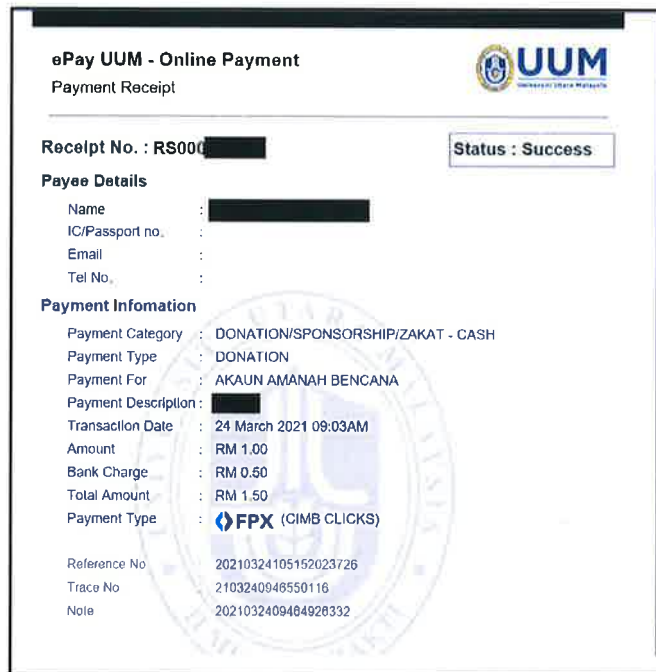 ePay UUM - Online Payment
Payment Receipt
UUM
Universiti Utara Malaysia
Receipt No. : RS000
Status : Success
Payee Details
Name :
IC/Passport no. :
Email :
Tel No. :
Payment Infomation
Payment Category : DONATION/SPONSORSHIP/ZAKAT - CASH
Payment Type : DONATION
Payment For : AKAUN AMANAH BENCANA
Payment Description :
Transaction Date : 24 March 2021 09:03AM
Amount : RM 1.00
Bank Charge : RM 0.50
Total Amount : RM 1.50
Payment Type : FPX (CIMB CLICKS)
Reference No 20210324105152023726
Trace No 2103240946550116
Note 2021032409464926332
UTARA MALAYSIA